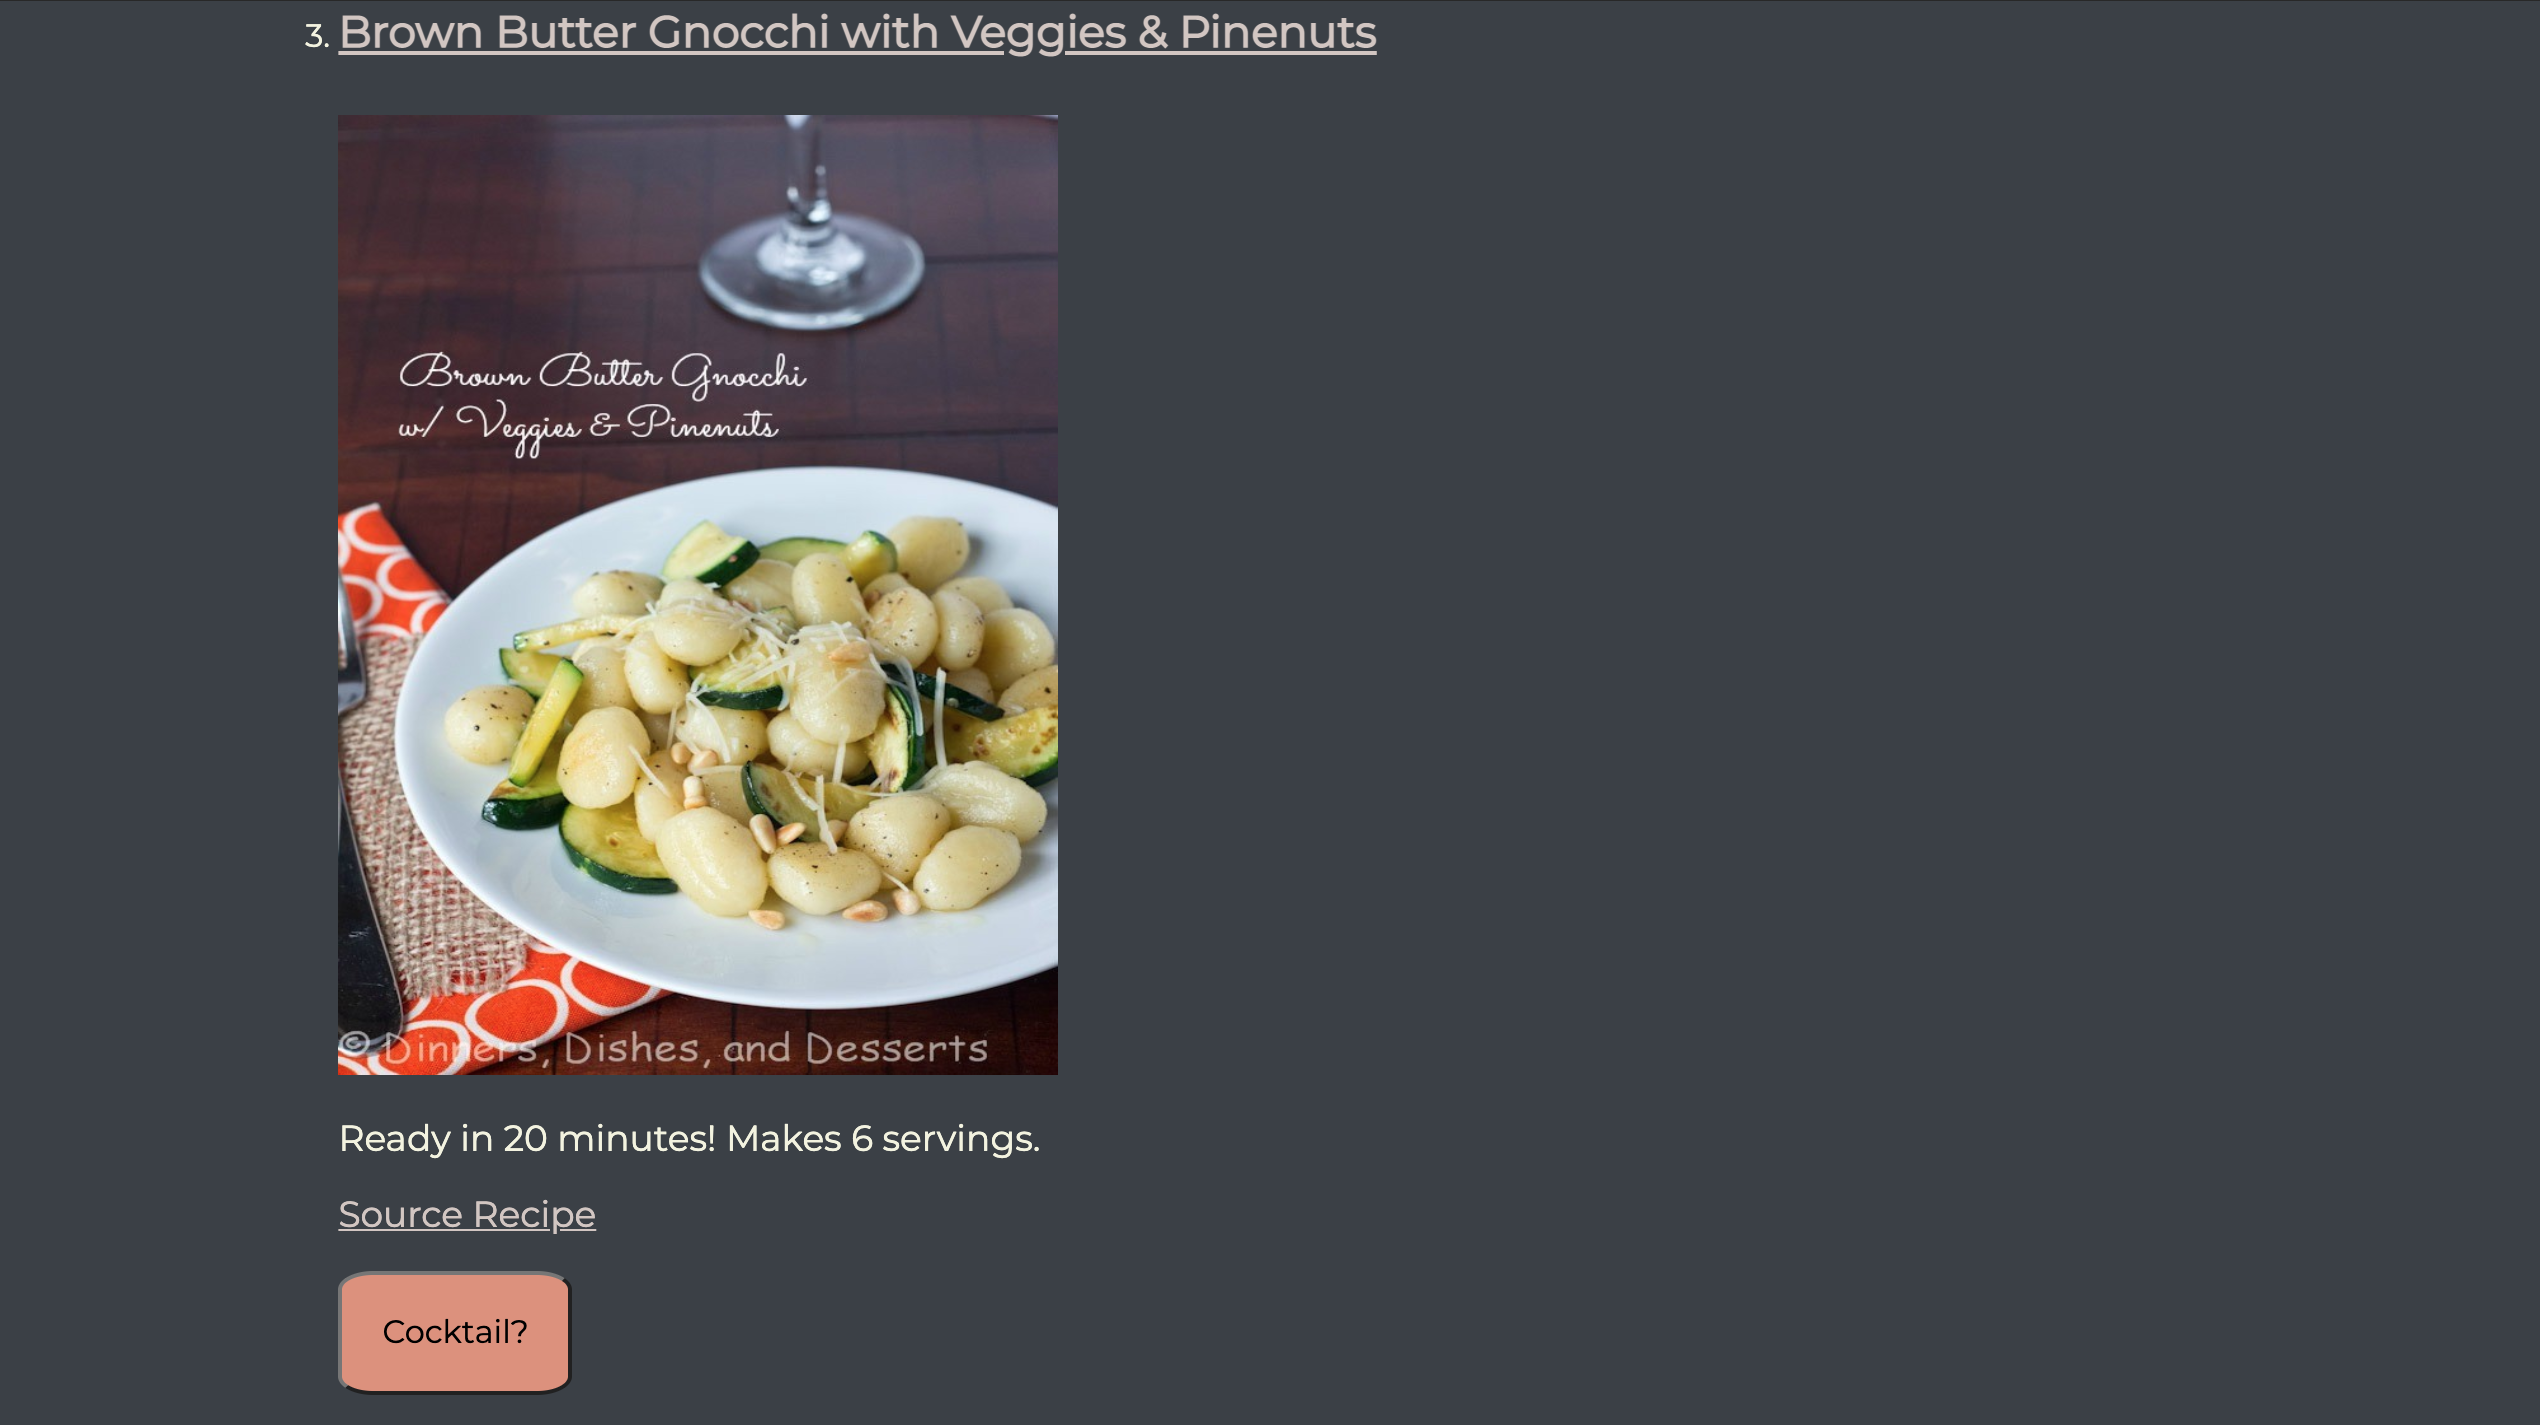 3. Brown Butter Gnocchi with Veggies & Pinenuts
Brown Butter Gnocchi
w/ Veggies & Pinenuts
© Dinners, Dishes, and Desserts
Ready in 20 minutes! Makes 6 servings.
Source Recipe
Cocktail?